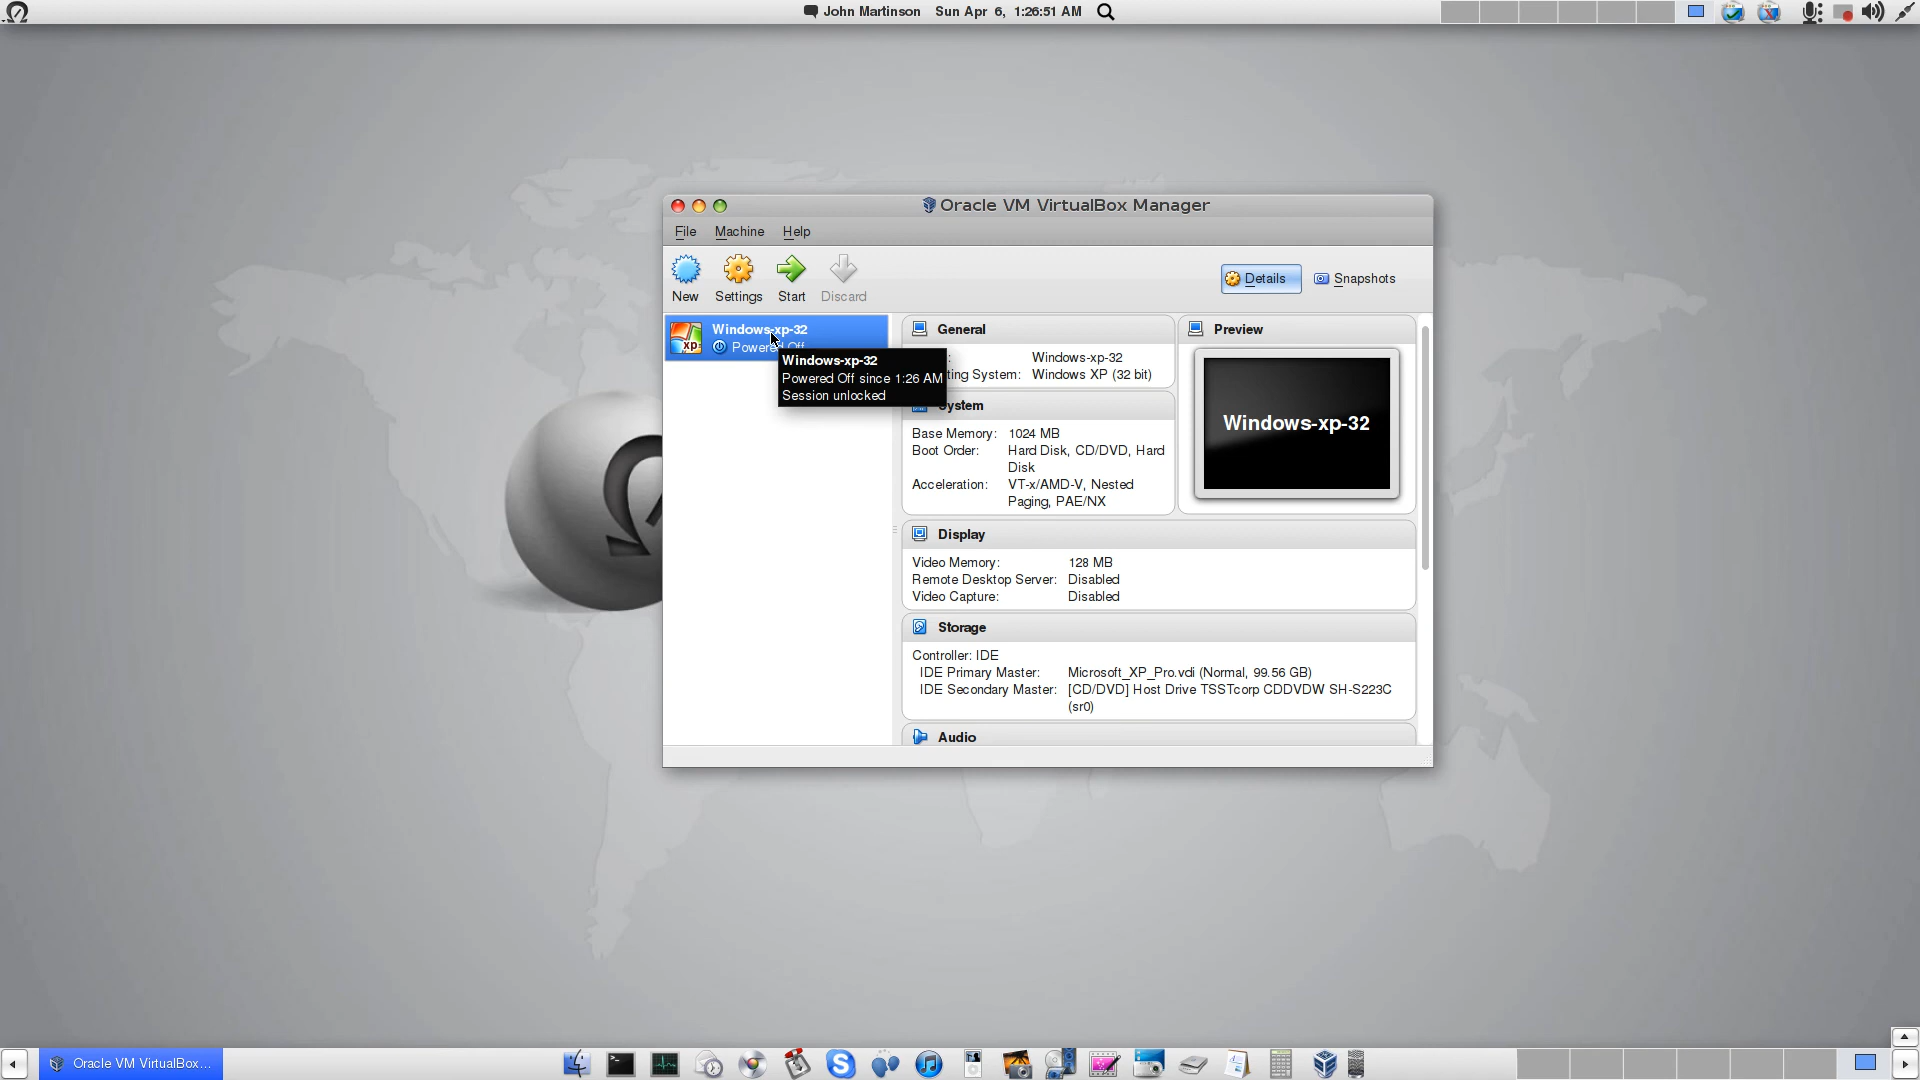 John Martinson Sun Apr 6, 1:26:51 AM
Oracle VM VirtualBox Manager
File Machine Help
New Settings Start Discard
Details Snapshots
Windows-xp-32
Powered Off
Windows-xp-32
Powered Off since 1:26 AM
Session unlocked
General
Windows-xp-32
ting System: Windows XP (32 bit)
System
Base Memory: 1024 MB
Boot Order: Hard Disk, CD/DVD, Hard
Disk
Acceleration: VT-x/AMD-V, Nested
Paging, PAE/NX
Preview
Windows-xp-32
Display
Video Memory: 128 MB
Remote Desktop Server: Disabled
Video Capture: Disabled
Storage
Controller: IDE
IDE Primary Master: Microsoft_XP_Pro.vdi (Normal, 99.56 GB)
IDE Secondary Master: [CD/DVD] Host Drive TSSTcorp CDDVDW SH-S223C
(sr0)
Audio
Oracle VM VirtualBox...